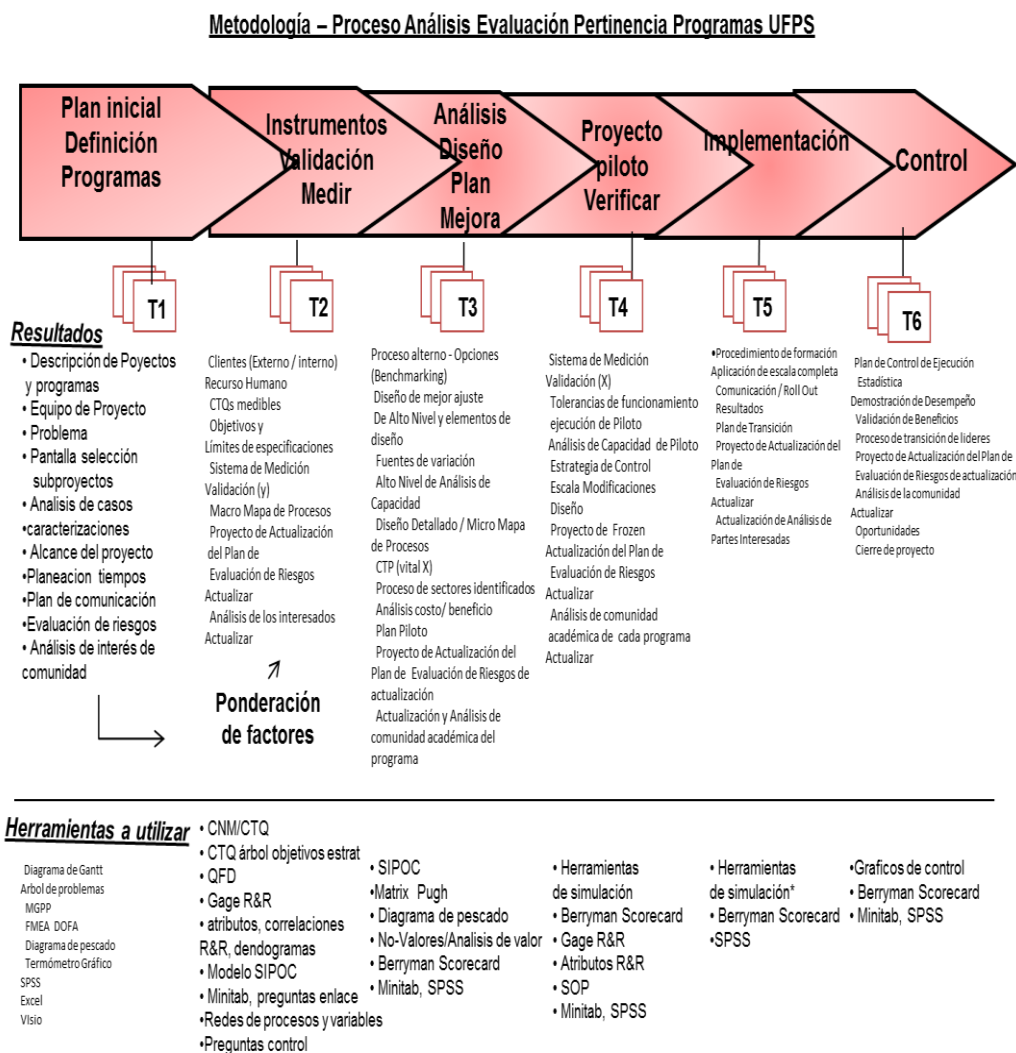 Metodología – Proceso Análisis Evaluación Pertinencia Programas UFPS
Plan inicial
Definición
Programas
Instrumentos
Validación
Medir
Análisis
Diseño
Plan
Mejora
Proyecto
piloto
Verificar
Implementación
Control
T1
T2
T3
T4
T5
T6
Resultados
• Descripción de Poyectos
y programas
• Equipo de Proyecto
• Problema
• Pantalla selección
subproyectos
• Analisis de casos
•caracterizaciones
• Alcance del proyecto
•Planeacion tiempos
•Plan de comunicación
•Evaluación de riesgos
• Análisis de interés de
comunidad
Clientes (Externo / interno)
Recurso Humano
CTQs medibles
Objetivos y
Límites de especificaciones
Sistema de Medición
Validación (y)
Macro Mapa de Procesos
Proyecto de Actualización
del Plan de
Evaluación de Riesgos
Actualizar
Análisis de los interesados
Actualizar
Ponderación
de factores
Proceso alterno - Opciones
(Benchmarking)
Diseño de mejor ajuste
De Alto Nivel y elementos de
diseño
Fuentes de variación
Alto Nivel de Análisis de
Capacidad
Diseño Detallado / Micro Mapa
de Procesos
CTP (vital X)
Proceso de sectores identificados
Análisis costo/ beneficio
Plan Piloto
Proyecto de Actualización del
Plan de Evaluación de Riesgos de
actualización
Actualización y Análisis de
comunidad académica del
programa
Sistema de Medición
Validación (X)
Tolerancias de funcionamiento
ejecución de Piloto
Análisis de Capacidad de Piloto
Estrategia de Control
Escala Modificaciones
Diseño
Proyecto de Frozen
Actualización del Plan de
Evaluación de Riesgos
Actualizar
Análisis de comunidad
académica de cada programa
Actualizar
•Procedimiento de formación
Aplicación de escala completa
Comunicación / Roll Out
Resultados
Plan de Transición
Proyecto de Actualización del
Plan de
Evaluación de Riesgos
Actualizar
Actualización de Análisis de
Partes Interesadas
Plan de Control de Ejecución
Estadística
Demostración de Desempeño
Validación de Beneficios
Proceso de transición de lideres
Proyecto de Actualización del Plan de
Evaluación de Riesgos de actualización
Análisis de la comunidad
Actualizar
Oportunidades
Cierre de proyecto
Herramientas a utilizar
Diagrama de Gantt
Arbol de problemas
MGPP
FMEA DOFA
Diagrama de pescado
Termómetro Gráfico
SPSS
Excel
VIsio
• CNM/CTQ
• CTQ árbol objetivos estrat
• QFD
• Gage R&R
• atributos, correlaciones
R&R, dendogramas
• Modelo SIPOC
• Minitab, preguntas enlace
•Redes de procesos y variables
•Preguntas control
• SIPOC
•Matrix Pugh
• Diagrama de pescado
• No-Valores/Analisis de valor
• Berryman Scorecard
• Minitab, SPSS
• Herramientas
de simulación
• Berryman Scorecard
• Gage R&R
• Atributos R&R
• SOP
• Minitab, SPSS
• Herramientas
de simulación*
• Berryman Scorecard
•SPSS
•Graficos de control
• Berryman Scorecard
• Minitab, SPSS